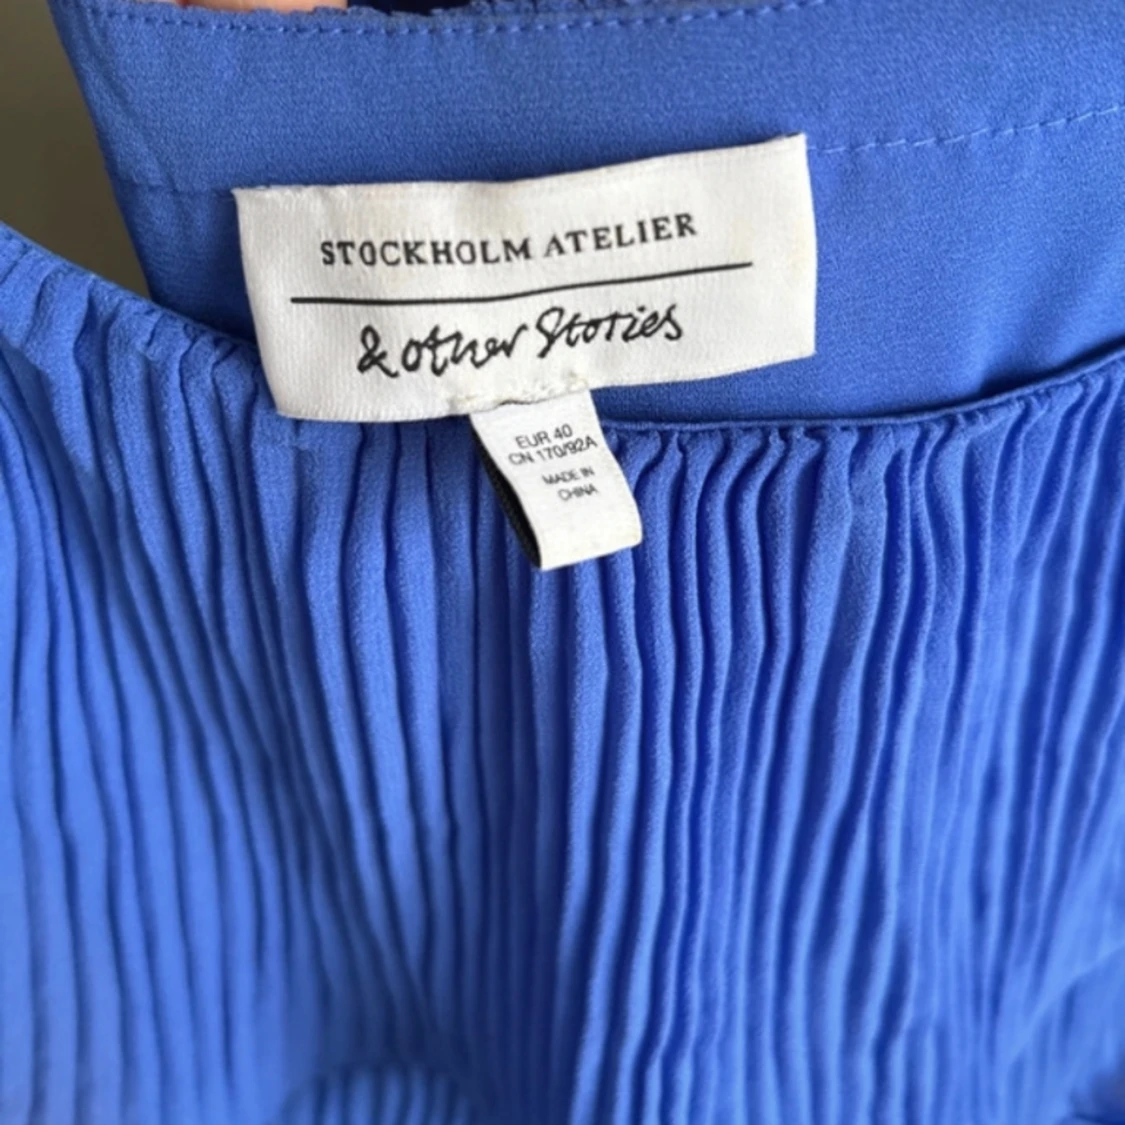 STOCKHOLM ATELIER
& other Stories
EUR 40
CN 170/92A
MADE IN
CHINA